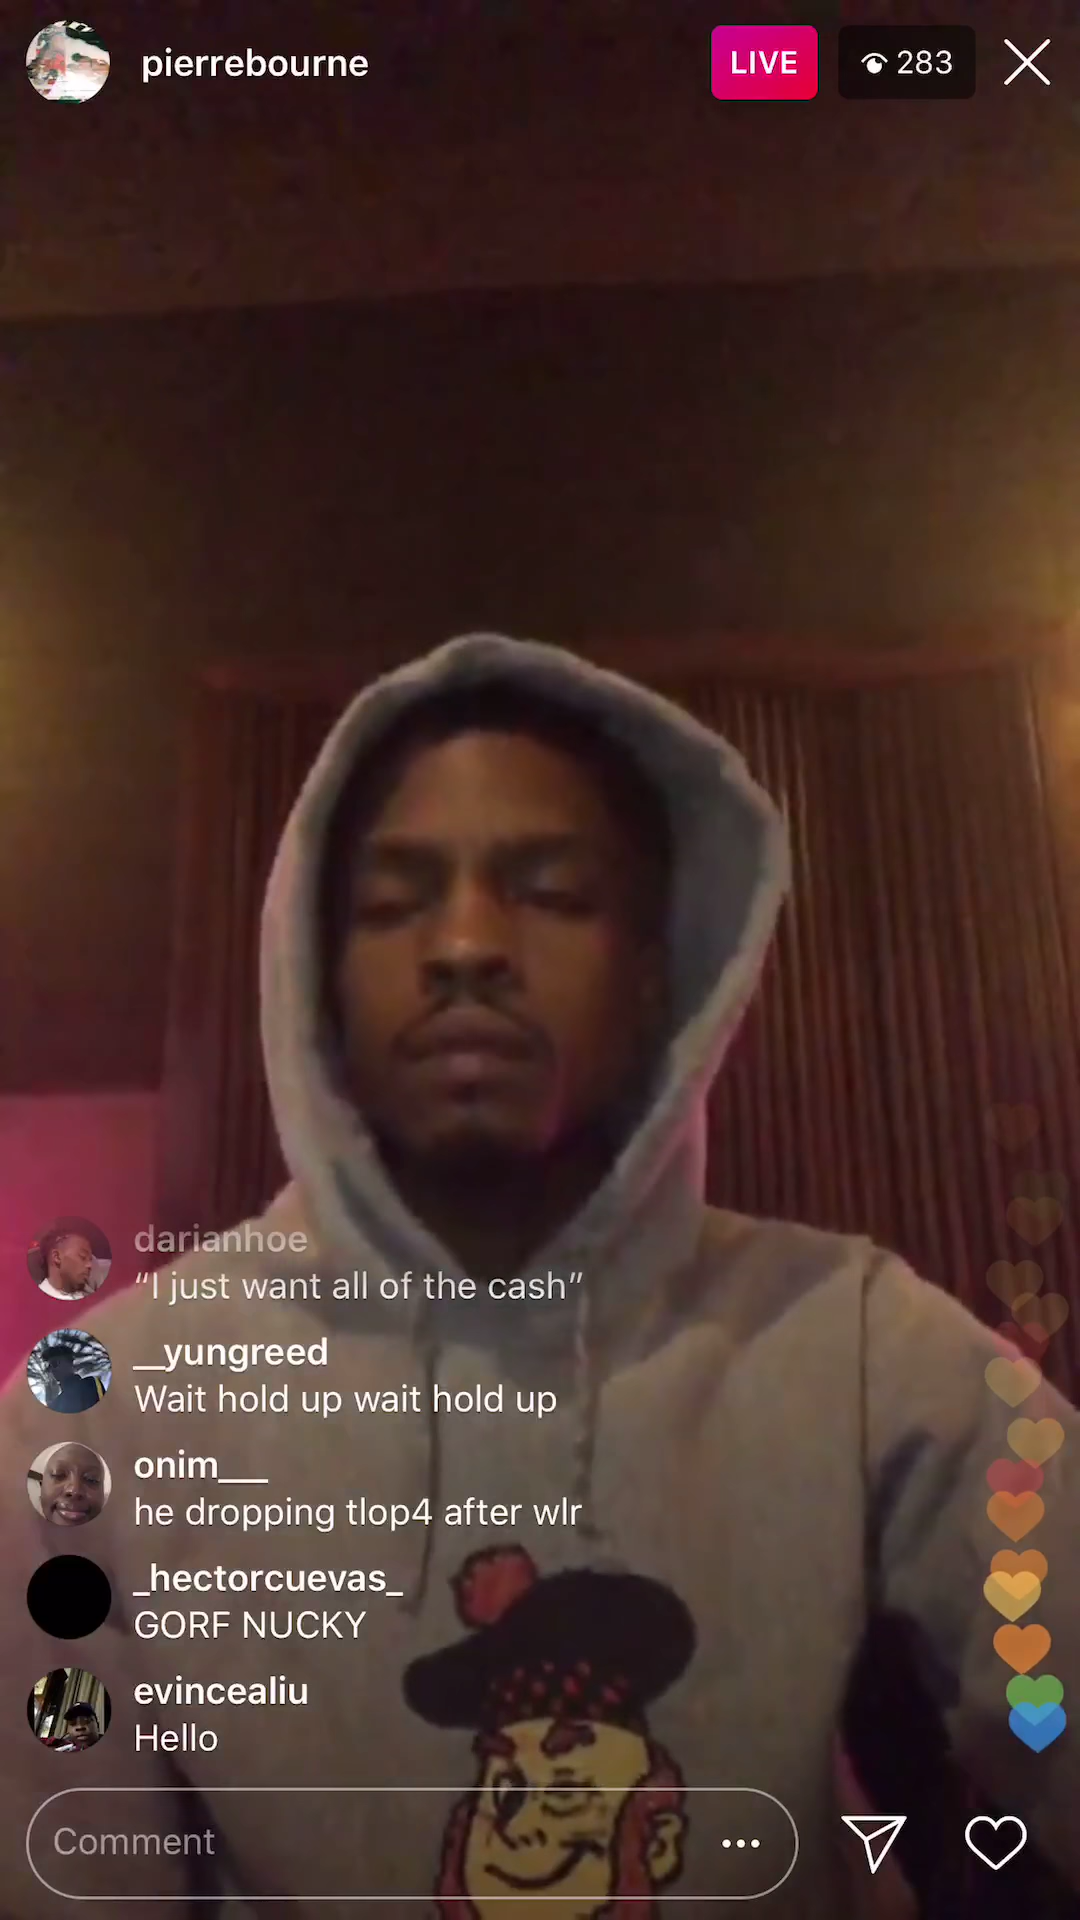 pierrebourne
LIVE
283
darianhoe
“I just want all of the cash”
__yungreed
Wait hold up wait hold up
onim___
he dropping tlop4 after wlr
_hectorcuevas_
GORF NUCKY
evincealiu
Hello
Comment